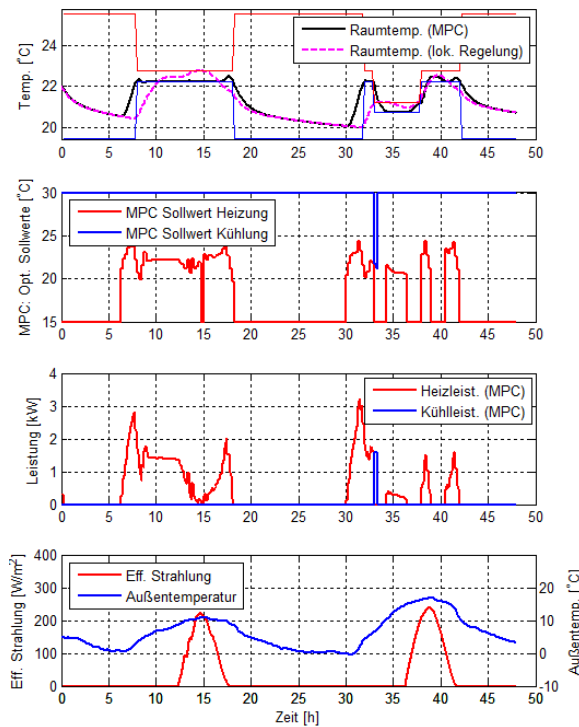 Temp. [°C]
24
22
20
Raumtemp. (MPC)
Raumtemp. (lok. Regelung)
0 5 10 15 20 25 30 35 40 45 50
MPC: Opt. Sollwerte [°C]
30
25
20
15
MPC Sollwert Heizung
MPC Sollwert Kühlung
0 5 10 15 20 25 30 35 40 45 50
Leistung [kW]
4
3
2
1
0
Heizleist. (MPC)
Kühlleist. (MPC)
0 5 10 15 20 25 30 35 40 45 50
Eff. Strahlung [W/m²]
400
300
200
100
0
Eff. Strahlung
Außentemperatur
20
10
0
-10
Außentemp. [°C]
0 5 10 15 20 25 30 35 40 45 50
Zeit [h]